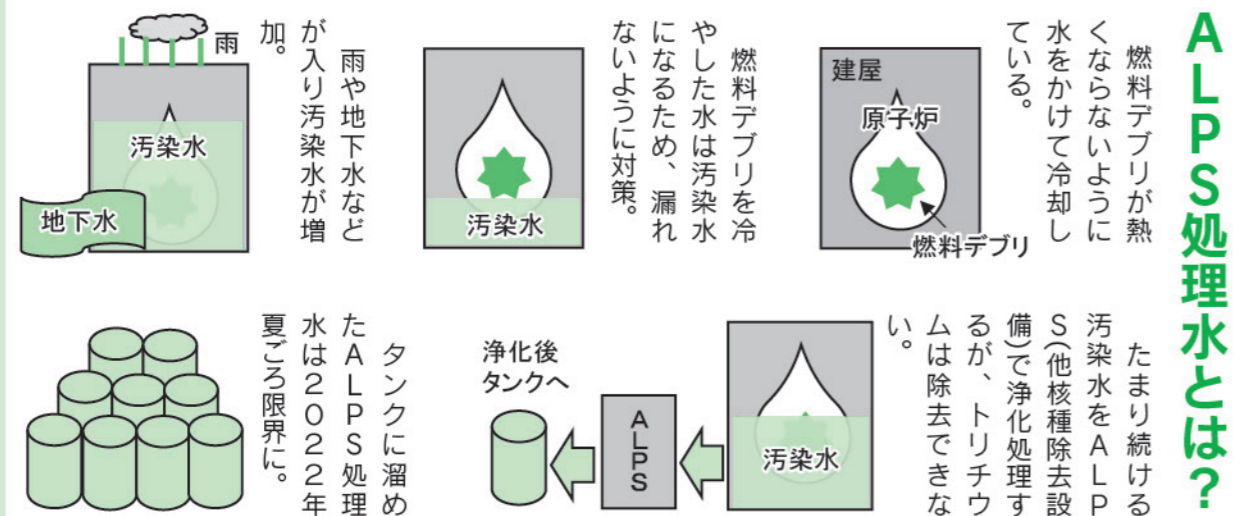 ALPS処理水とは?
燃料デブリが熱
くならないように
水をかけて冷却し
ている。
建屋
原子炉
燃料デブリ
燃料デブリを冷
やした水は汚染水
になるため、漏れ
ないように対策。
汚染水
雨や地下水など
が入り汚染水が増
加。
雨
汚染水
地下水
たまり続ける
汚染水をALP
S(他核種除去設
備)で浄化処理す
るが、トリチウ
ムは除去できな
い。
汚染水
ALPS
浄化後
タンクへ
タンクに溜め
たALPS処理
水は2022年
夏ごろ限界に。